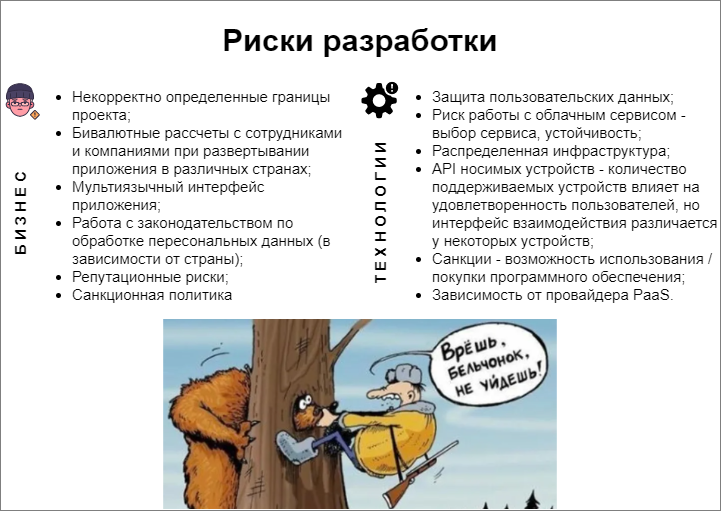 Риски разработки
БИЗНЕС
Некорректно определенные границы
проекта;
Бивалютные рассчеты с сотрудниками
и компаниями при развертывании
приложения в различных странах;
Мультиязычный интерфейс
приложения;
Работа с законодательством по
обработке пересональных данных (в
зависимости от страны);
Репутационные риски;
Санкционная политика
ТЕХНОЛОГИИ
Защита пользовательских данных;
Риск работы с облачным сервисом -
выбор сервиса, устойчивость;
Распределенная инфраструктура;
API носимых устройств - количество
поддерживаемых устройств влияет на
удовлетворенность пользователей, но
интерфейс взаимодействия различается
у некоторых устройств;
Санкции - возможность использования /
покупки программного обеспечения;
Зависимость от провайдера PaaS.
Врёшь,
бельчонок,
не уйдешь!